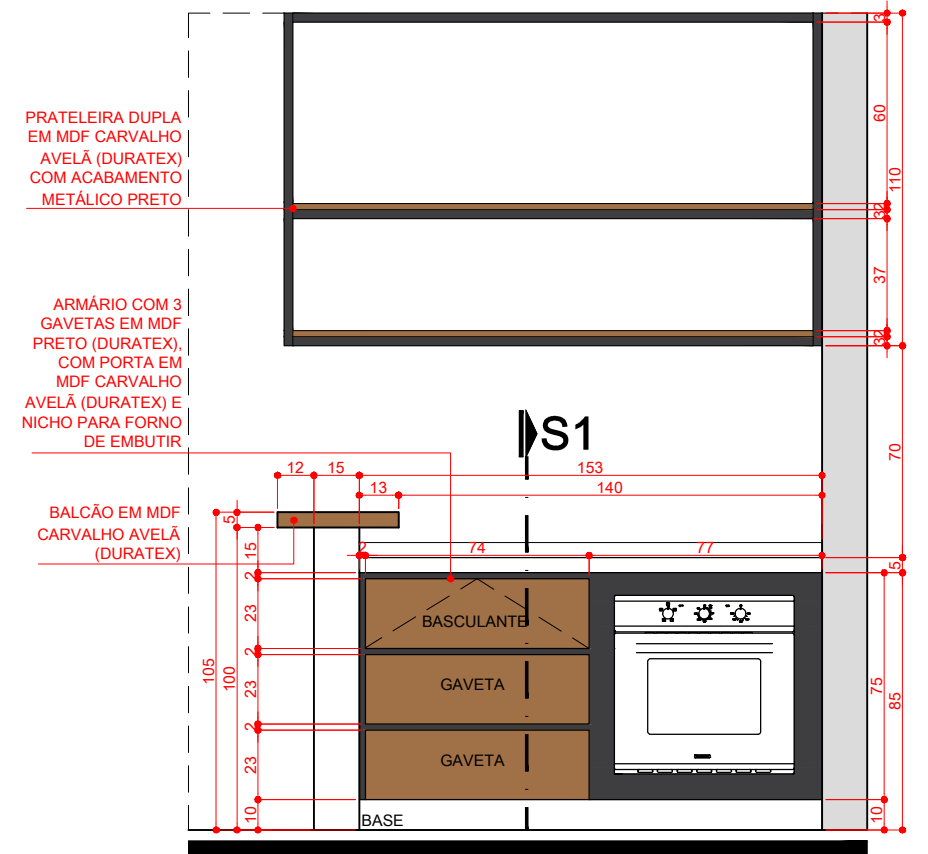 PRATELEIRA DUPLA
EM MDF CARVALHO
AVELÃ (DURATEX)
COM ACABAMENTO
METÁLICO PRETO
ARMÁRIO COM 3
GAVETAS EM MDF
PRETO (DURATEX),
COM PORTA EM
MDF CARVALHO
AVELÃ (DURATEX) E
NICHO PARA FORNO
DE EMBUTIR
BALCÃO EM MDF
CARVALHO AVELÃ
(DURATEX)
3
60
110
3 2
37
3 2
70
S1
12
15
153
13
140
5
15
2
74
77
5
2
23
BASCULANTE
2
105
100
23
GAVETA
75
85
2
23
GAVETA
10
BASE
10